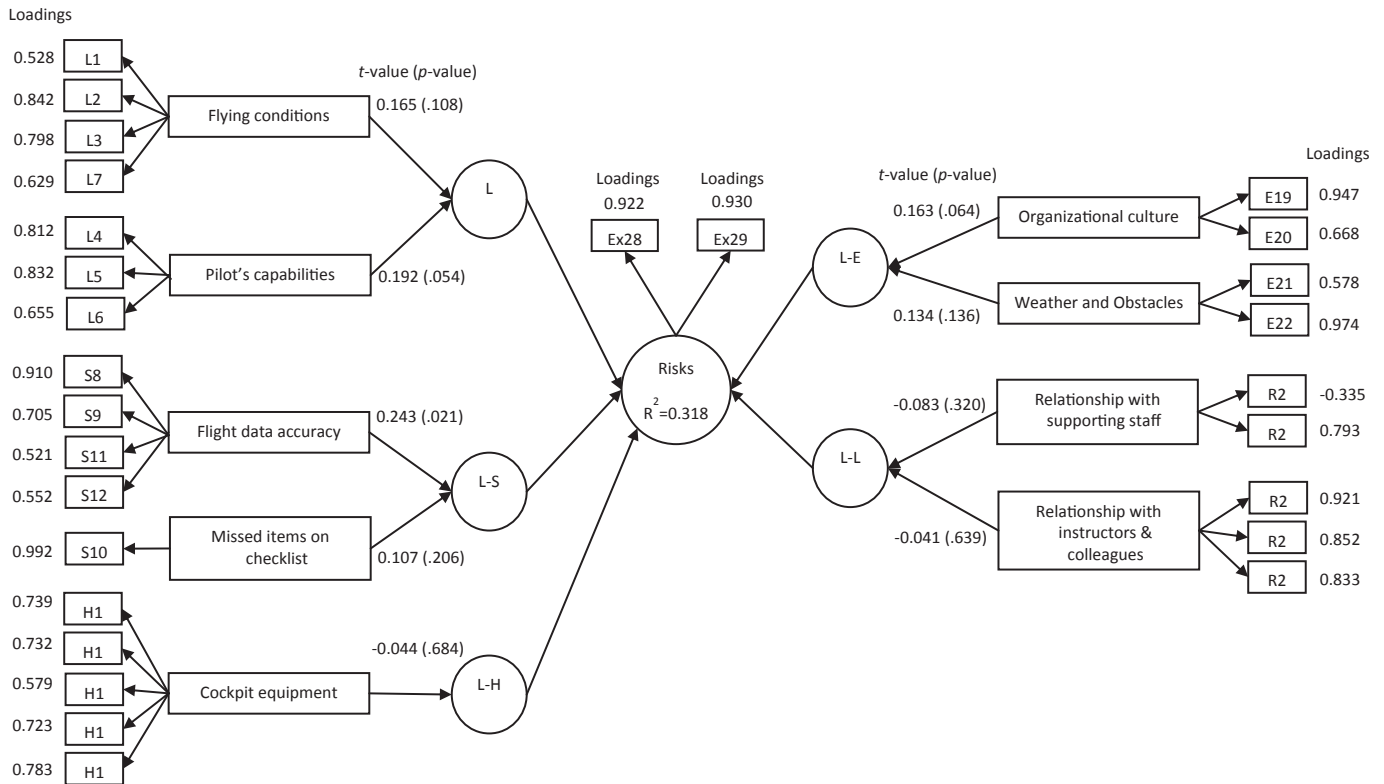 Loadings
0.528 L1
0.842 L2
0.798 L3
0.629 L7
Flying conditions
t-value (p-value)
0.165 (.108)
0.812 L4
0.832 L5
0.655 L6
Pilot's capabilities
0.192 (.054)
L
0.910 S8
0.705 S9
0.521 S11
0.552 S12
Flight data accuracy
0.243 (.021)
0.992 S10
Missed items on
checklist
0.107 (.206)
L-S
0.739 H1
0.732 H1
0.579 H1
0.723 H1
0.783 H1
Cockpit equipment
-0.044 (.684)
L-H
Loadings
0.922
Ex28
Loadings
0.930
Ex29
Risks
R²=0.318
t-value (p-value)
0.163 (.064)
L-E
0.134 (.136)
Organizational culture
Weather and Obstacles
Loadings
E19 0.947
E20 0.668
E21 0.578
E22 0.974
-0.083 (.320)
L-L
-0.041 (.639)
Relationship with
supporting staff
R2 -0.335
R2 0.793
Relationship with
instructors &
colleagues
R2 0.921
R2 0.852
R2 0.833